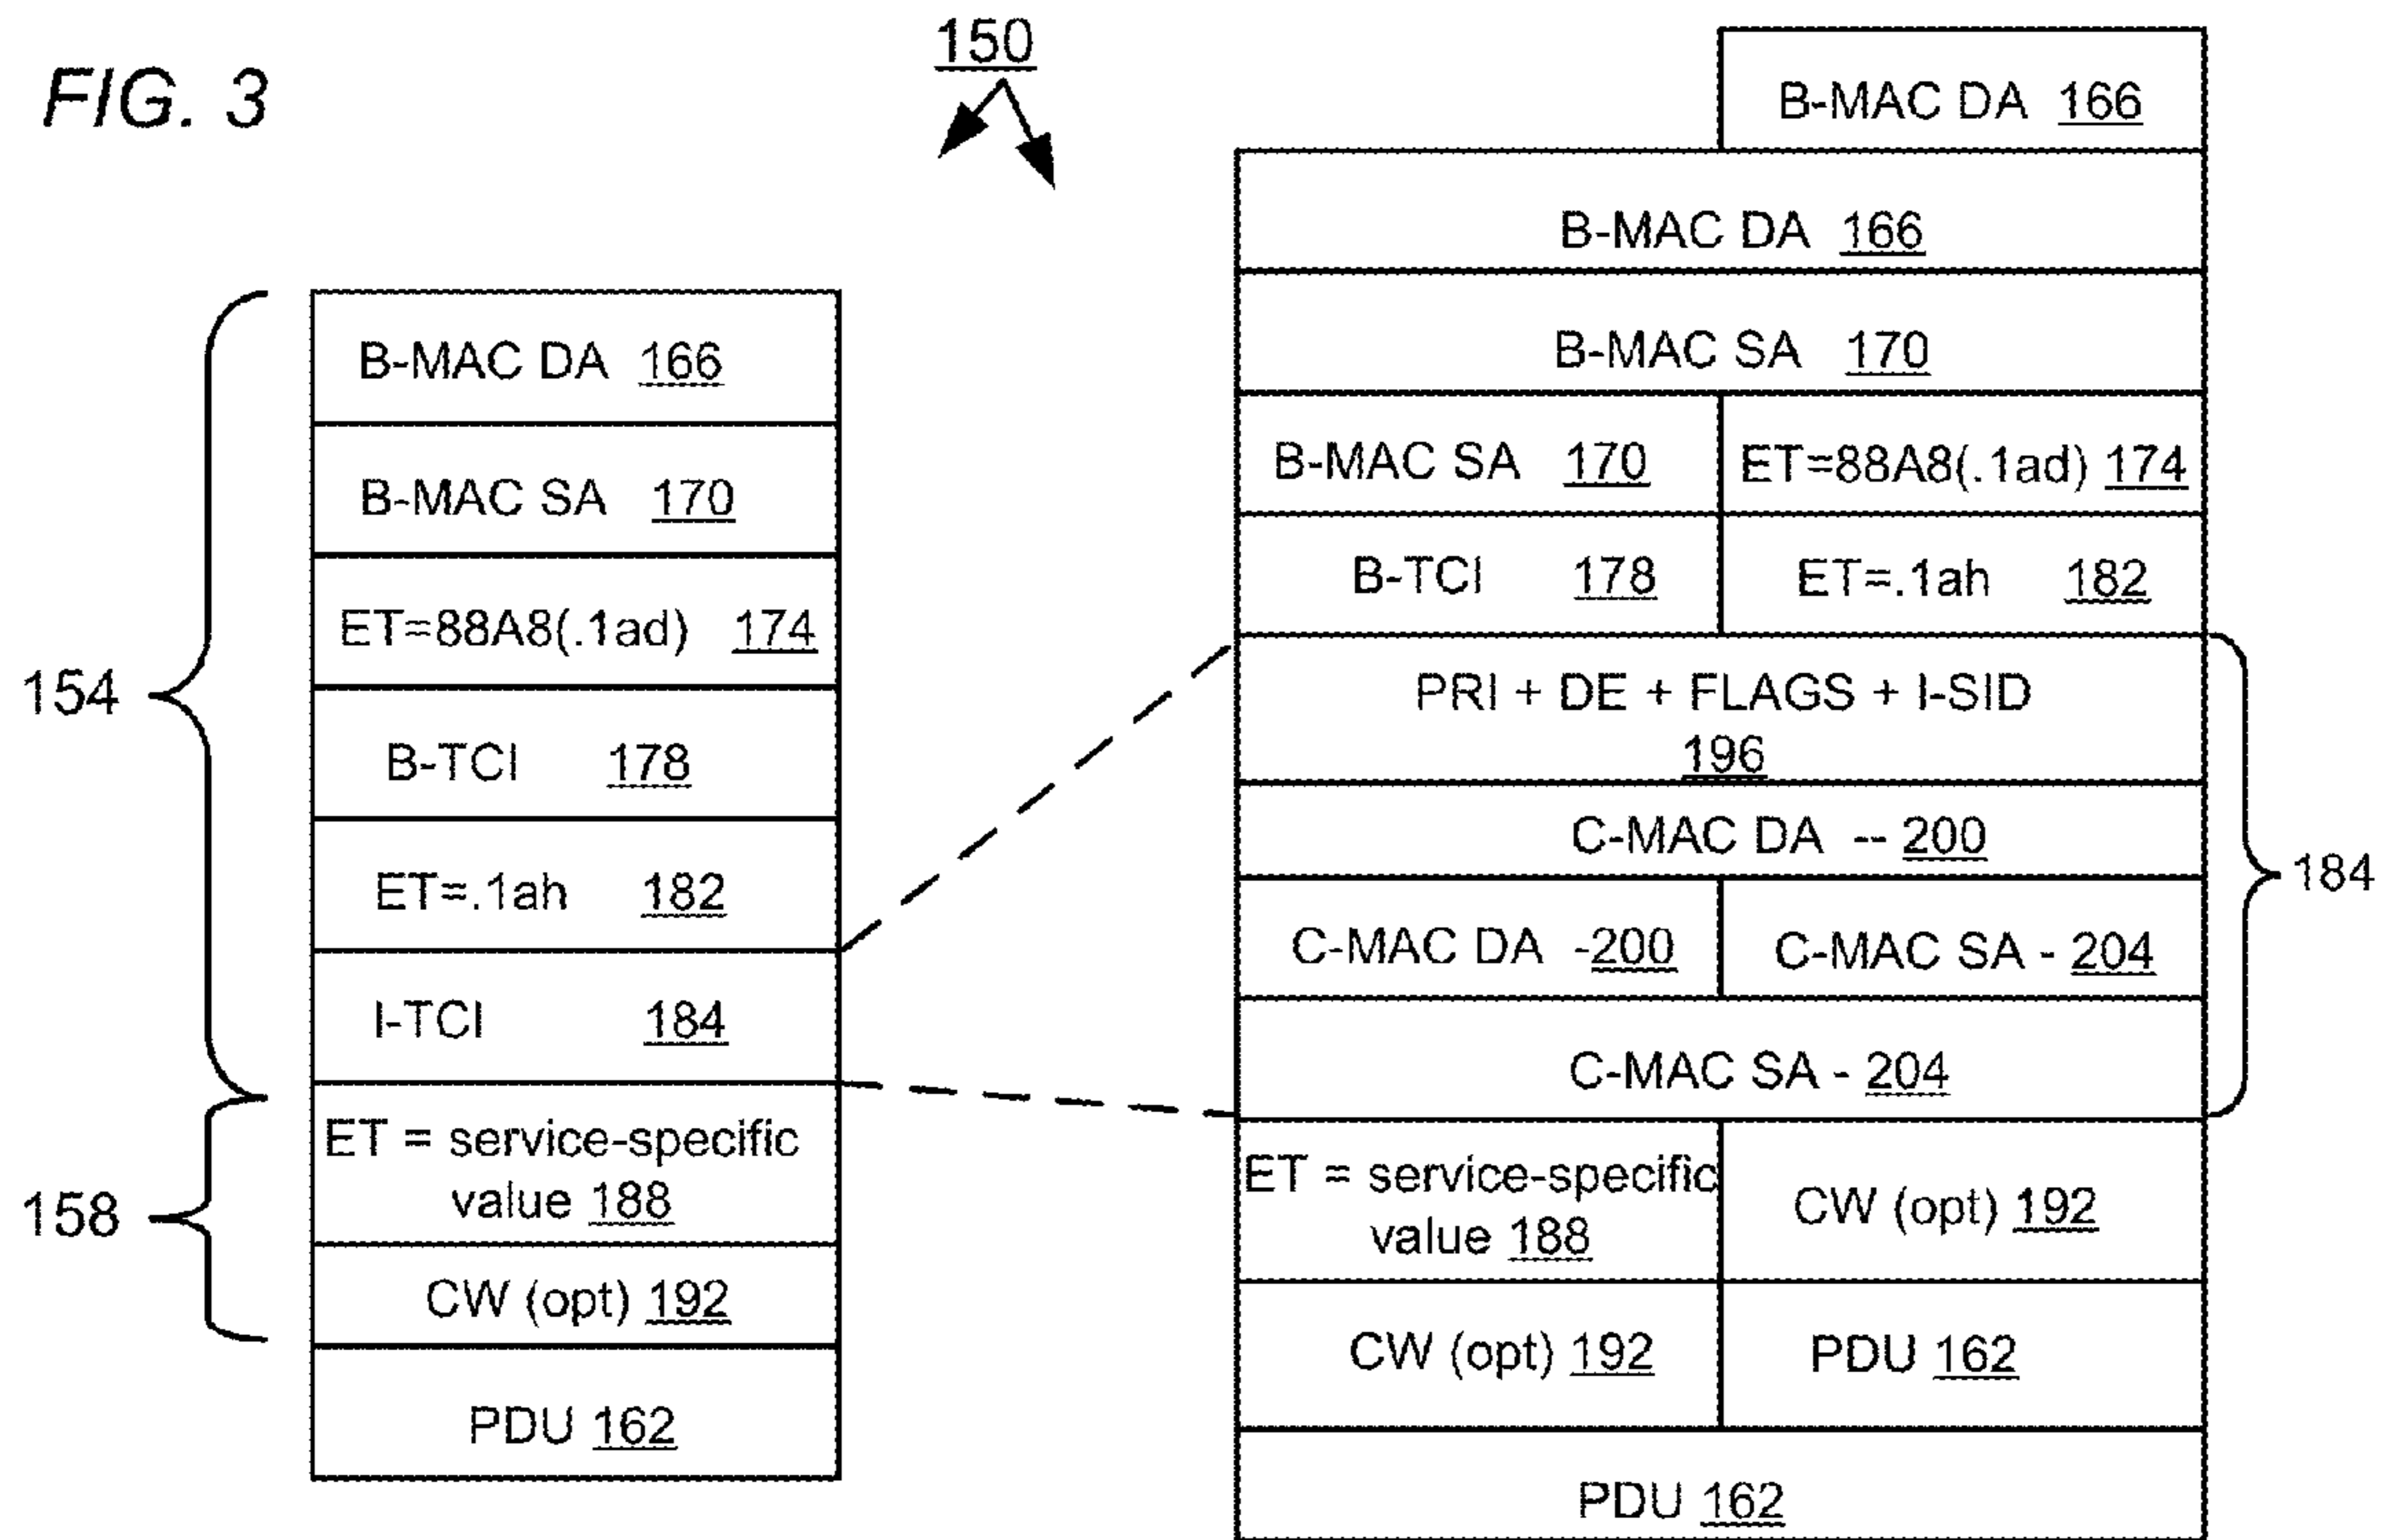 FIG. 3
150
154
158
B-MAC DA 166
B-MAC SA 170
ET=88A8(.1ad) 174
B-TCI 178
ET=.1ah 182
I-TCI 184
ET = service-specific
value 188
CW (opt) 192
PDU 162
B-MAC DA 166
B-MAC DA 166
B-MAC SA 170
B-MAC SA 170 ET=88A8(.1ad) 174
B-TCI 178 ET=.1ah 182
PRI + DE + FLAGS + I-SID
196
C-MAC DA -- 200
C-MAC DA -200 C-MAC SA - 204
C-MAC SA - 204
ET = service-specific
value 188
CW (opt) 192
CW (opt) 192 PDU 162
PDU 162
184